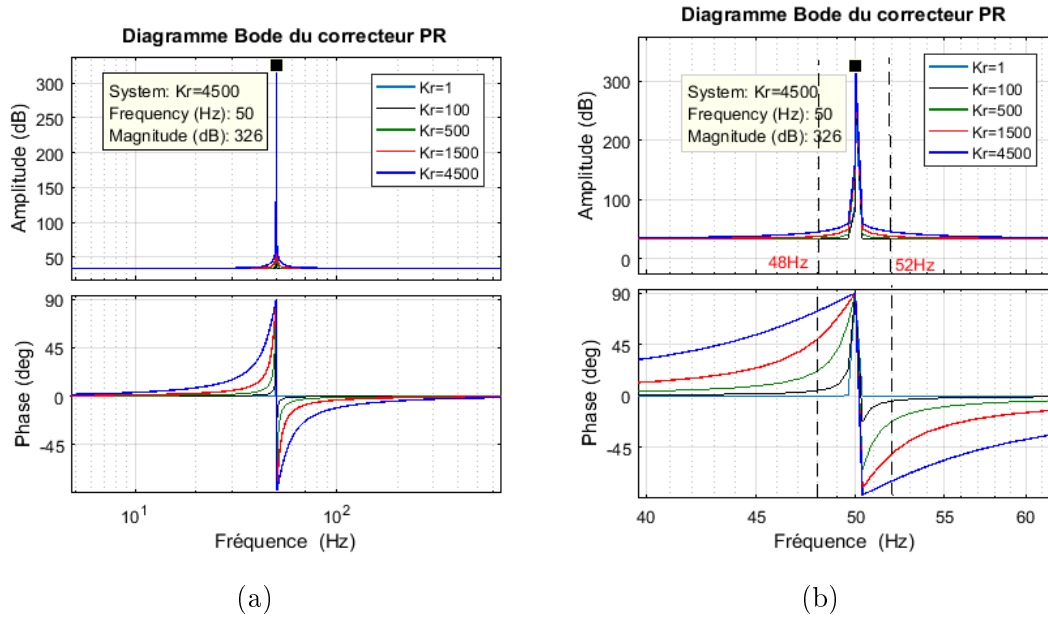 Diagramme Bode du correcteur PR
Amplitude (dB)
300
250
200
150
100
50
System: Kr=4500
Frequency (Hz): 50
Magnitude (dB): 326
Kr=1
Kr=100
Kr=500
Kr=1500
Kr=4500
Phase (deg)
90
45
0
-45
10^1
10^2
Fréquence (Hz)
(a)
Diagramme Bode du correcteur PR
Amplitude (dB)
300
200
100
0
System: Kr=4500
Frequency (Hz): 50
Magnitude (dB): 326
Kr=1
Kr=100
Kr=500
Kr=1500
Kr=4500
48Hz
52Hz
Phase (deg)
90
45
0
-45
40
45
50
55
60
Fréquence (Hz)
(b)